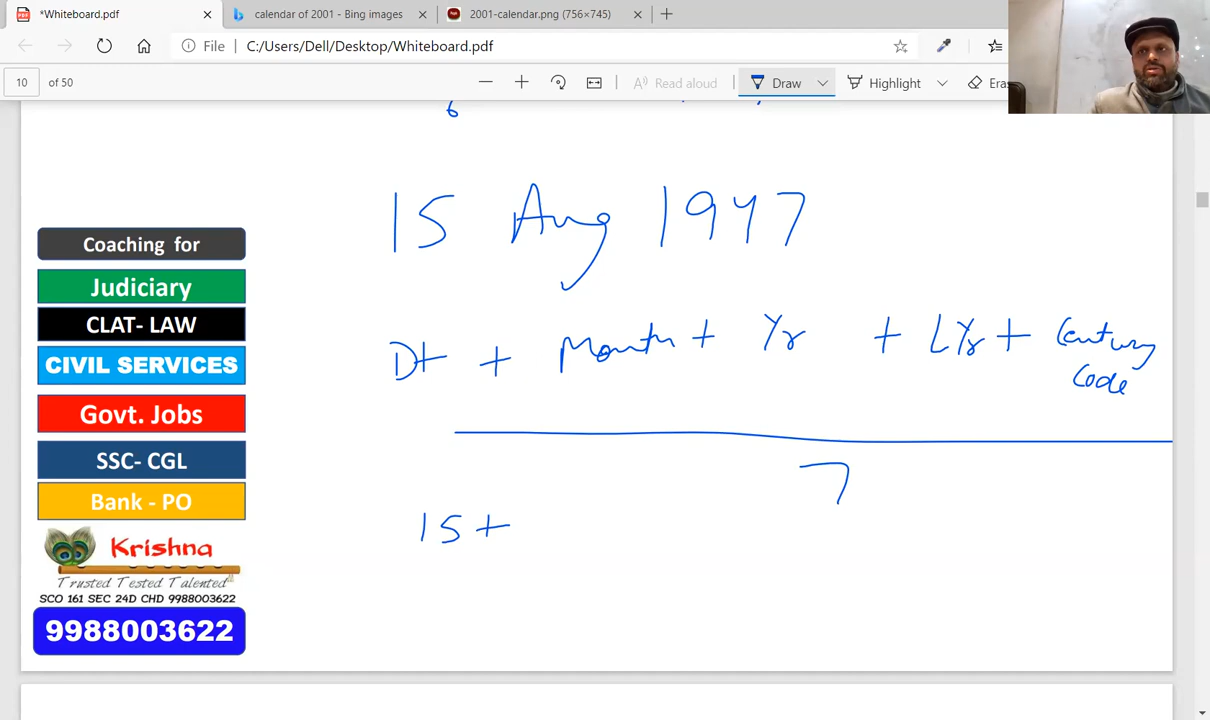 *Whiteboard.pdf
calendar of 2001 - Bing images
2001-calendar.png (756×745)
File C:/Users/Dell/Desktop/Whiteboard.pdf
10 of 50
Read aloud
Draw
Highlight
Eras
6
15 Aug 1947
Dt + Month + Yr + LYr + Century
Code
7
15 +
Coaching for
Judiciary
CLAT- LAW
CIVIL SERVICES
Govt. Jobs
SSC- CGL
Bank - PO
Krishna
Trusted Tested Talented
SCO 161 SEC 24D CHD 9988003622
9988003622